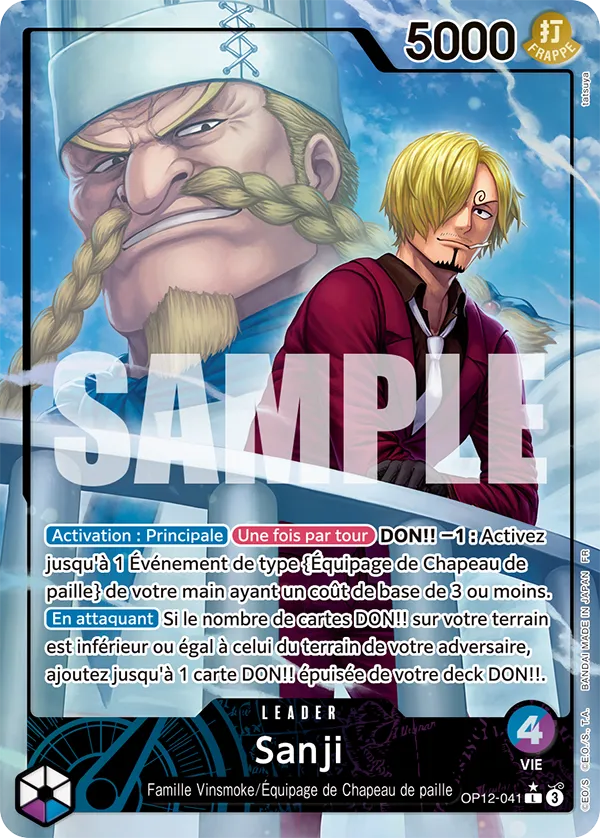 5000
打
FRAPPE
tatsuya
SAMPLE
Activation : Principale Une fois par tour DON!! −1 : Activez
jusqu'à 1 Événement de type {Équipage de Chapeau de
paille} de votre main ayant un coût de base de 3 ou moins.
En attaquant Si le nombre de cartes DON!! sur votre terrain
est inférieur ou égal à celui du terrain de votre adversaire,
ajoutez jusqu'à 1 carte DON!! épuisée de votre deck DON!!.
LEADER
Sanji
Famille Vinsmoke/Équipage de Chapeau de paille
4
VIE
OP12-041 L 3
©E.O/S ©E.O./S., T.A. BANDAI MADE IN JAPAN FR